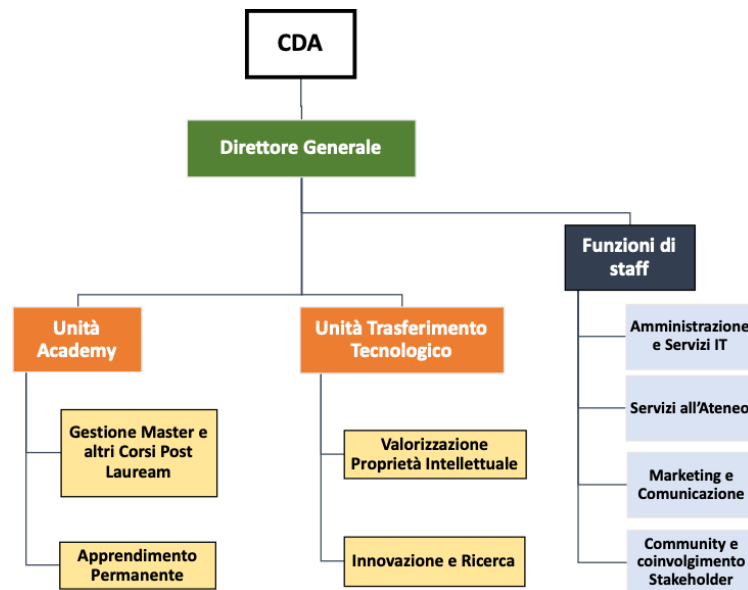 CDA
Direttore Generale
Funzioni di
staff
Unità
Academy
Unità Trasferimento
Tecnologico
Amministrazione
e Servizi IT
Servizi all'Ateneo
Marketing e
Comunicazione
Community e
coinvolgimento
Stakeholder
Gestione Master e
altri Corsi Post
Lauream
Apprendimento
Permanente
Valorizzazione
Proprietà Intellettuale
Innovazione e Ricerca